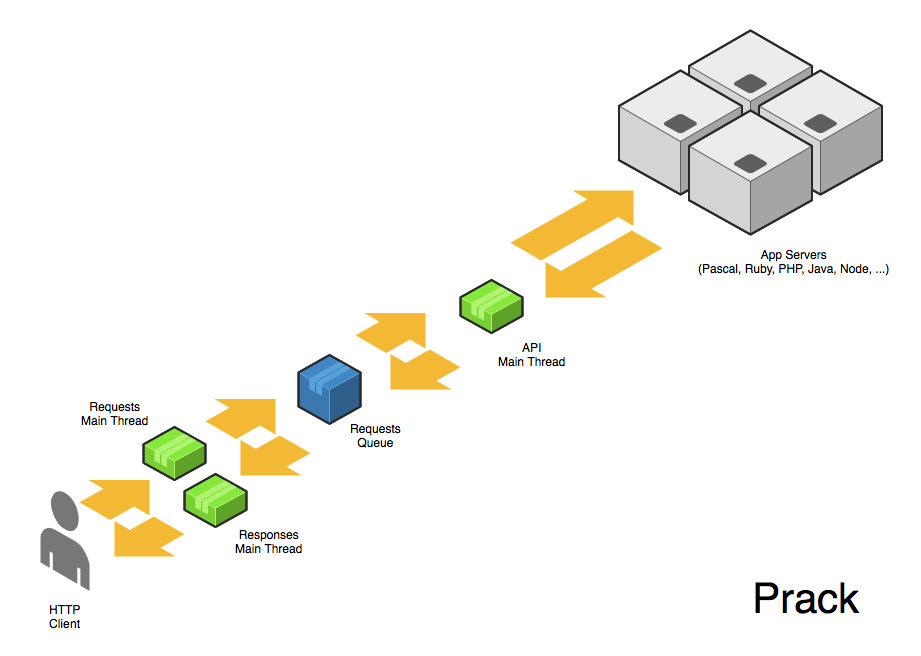 App Servers
(Pascal, Ruby, PHP, Java, Node, ...)
API
Main Thread
Requests
Queue
Requests
Main Thread
Responses
Main Thread
HTTP
Client
Prack